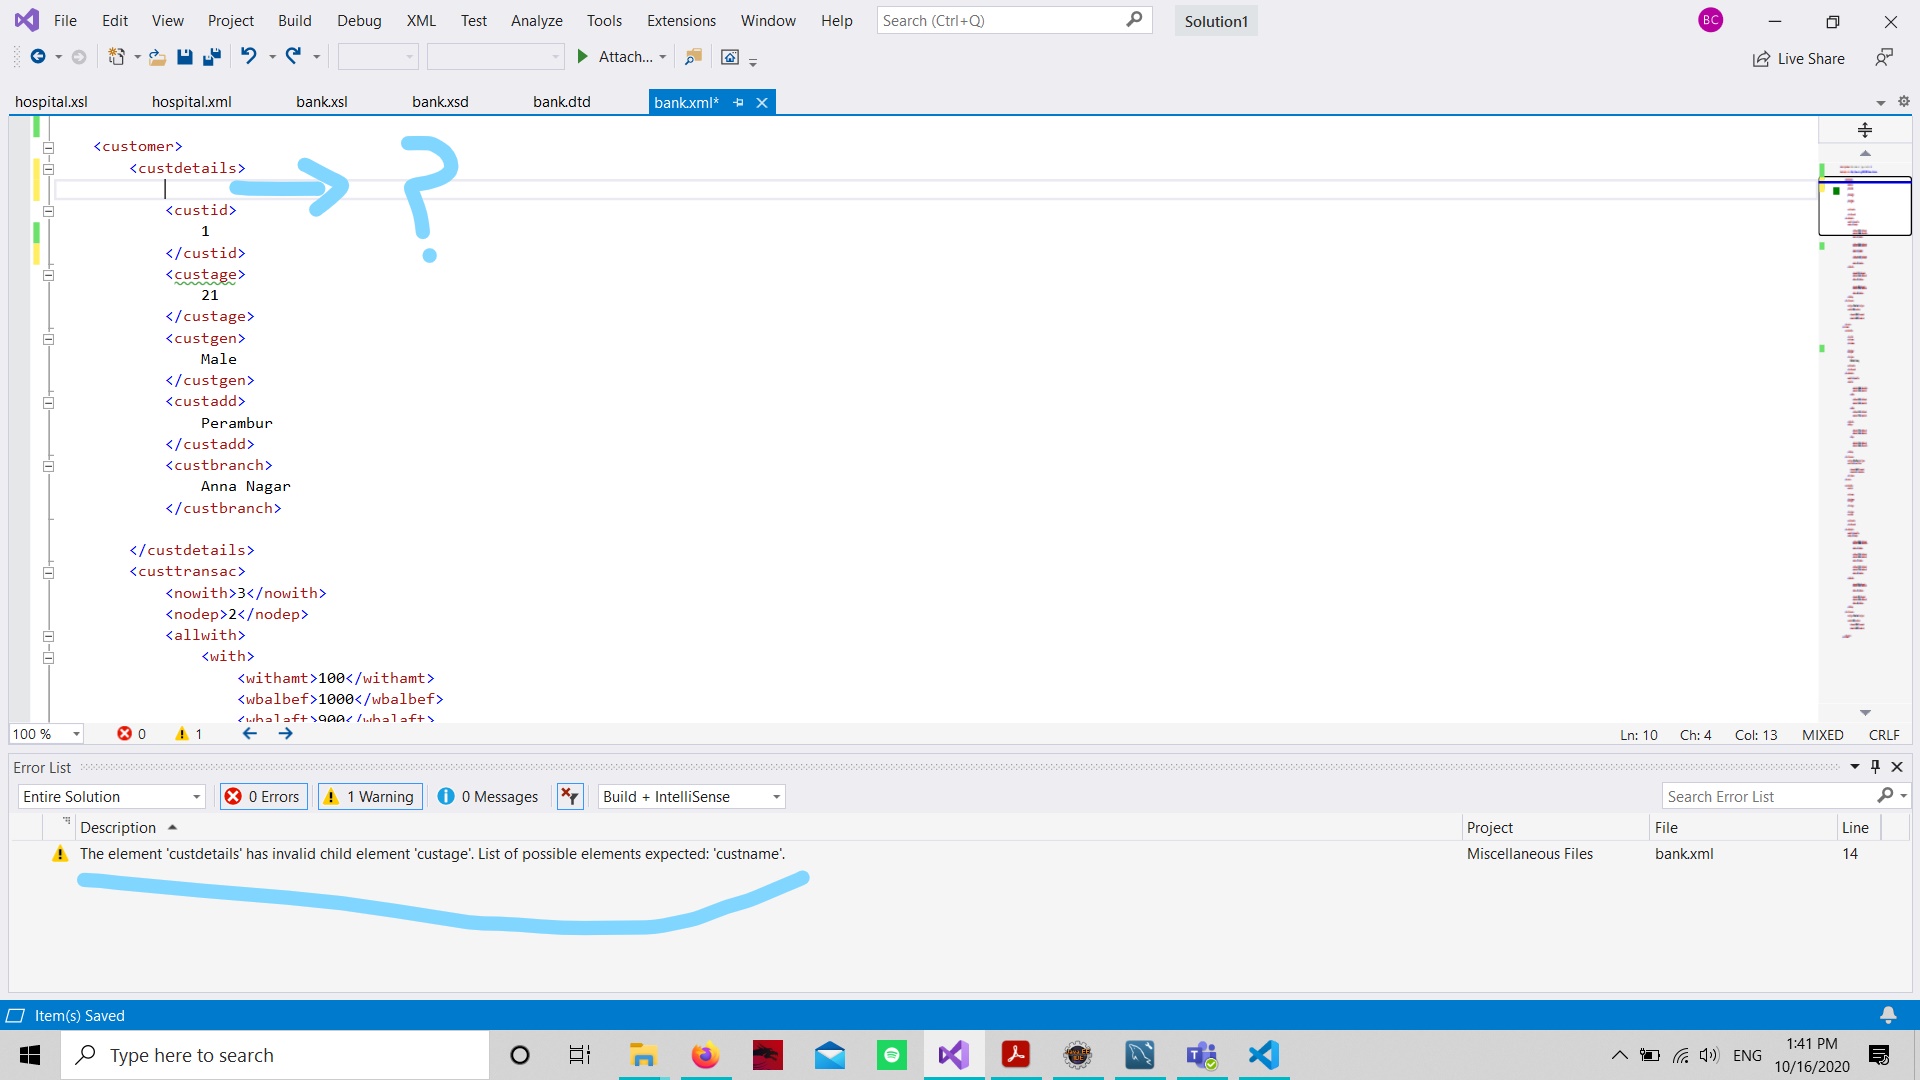 File Edit View Project Build Debug XML Test Analyze Tools Extensions Window Help Search (Ctrl+Q) Solution1 BC
Attach... Live Share
hospital.xsl hospital.xml bank.xsl bank.xsd bank.dtd bank.xml*
<customer>
<custdetails>
?
<custid>
1
</custid>
<custage>
21
</custage>
<custgen>
Male
</custgen>
<custadd>
Perambur
</custadd>
<custbranch>
Anna Nagar
</custbranch>
</custdetails>
<custtransac>
<nowith>3</nowith>
<nodep>2</nodep>
<allwith>
<with>
<withamt>100</withamt>
<wbalbef>1000</wbalbef>
<wbalaft>900</wbalaft>
100 % 0 1 Ln: 10 Ch: 4 Col: 13 MIXED CRLF
Error List
Entire Solution 0 Errors 1 Warning 0 Messages Build + IntelliSense Search Error List
Description Project File Line
The element 'custdetails' has invalid child element 'custage'. List of possible elements expected: 'custname'. Miscellaneous Files bank.xml 14
Item(s) Saved
Type here to search ENG 1:41 PM
10/16/2020